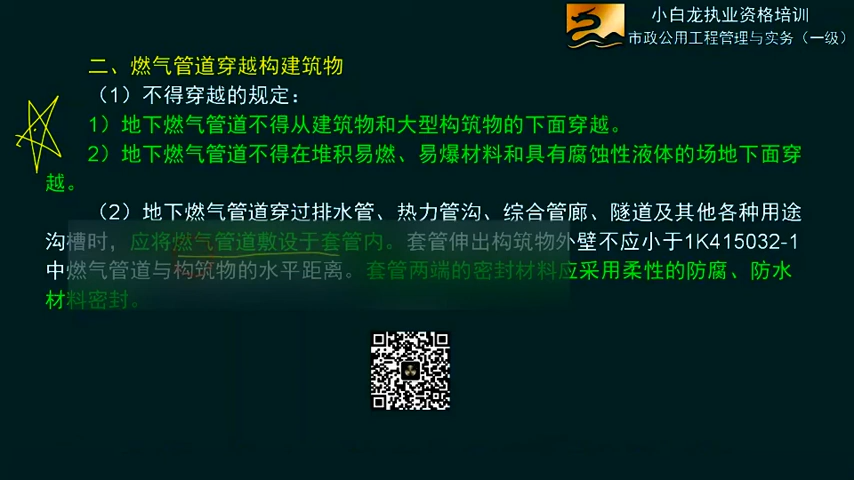 小白龙执业资格培训
市政公用工程管理与实务（一级）
二、燃气管道穿越构建筑物
（1）不得穿越的规定：
1）地下燃气管道不得从建筑物和大型构筑物的下面穿越。
2）地下燃气管道不得在堆积易燃、易爆材料和具有腐蚀性液体的场地下面穿
越。
（2）地下燃气管道穿过排水管、热力管沟、综合管廊、隧道及其他各种用途
沟槽时，应将燃气管道敷设于套管内。套管伸出构筑物外壁不应小于1K415032-1
中燃气管道与构筑物的水平距离。套管两端的密封材料应采用柔性的防腐、防水
材料密封。